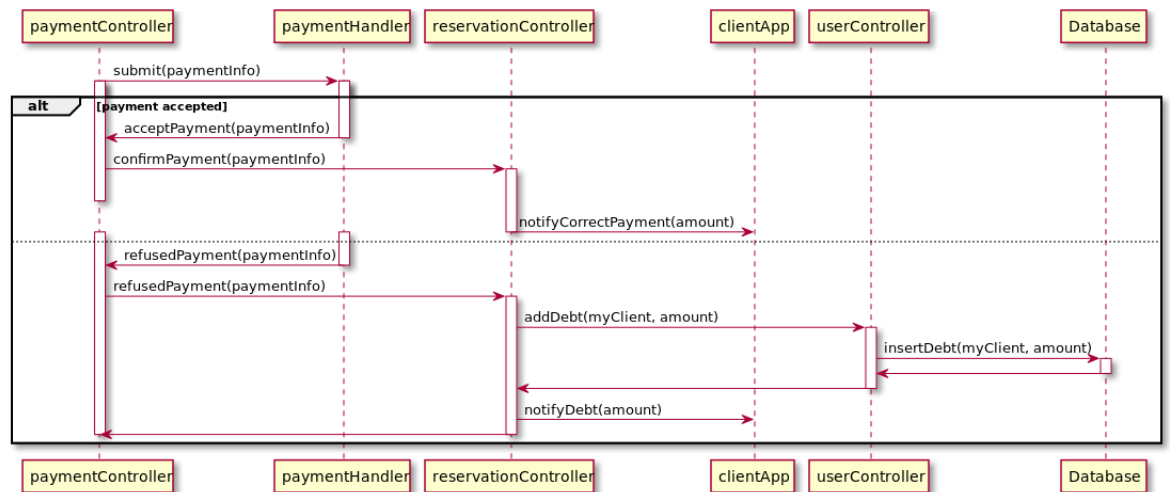 paymentController paymentHandler reservationController clientApp userController Database
submit(paymentInfo)
alt [payment accepted]
acceptPayment(paymentInfo)
confirmPayment(paymentInfo)
notifyCorrectPayment(amount)
refusedPayment(paymentInfo)
refusedPayment(paymentInfo)
addDebt(myClient, amount)
insertDebt(myClient, amount)
notifyDebt(amount)
paymentController paymentHandler reservationController clientApp userController Database